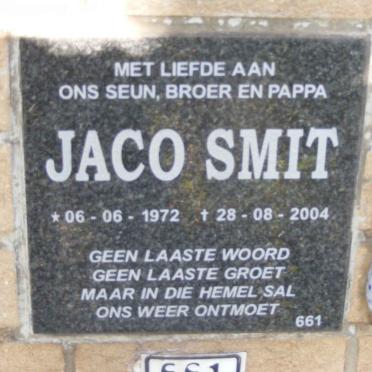 MET LIEFDE AAN
ONS SEUN, BROER EN PAPPA
JACO SMIT
* 06 - 06 - 1972 † 28 - 08 - 2004
GEEN LAASTE WOORD
GEEN LAASTE GROET
MAAR IN DIE HEMEL SAL
ONS WEER ONTMOET
661
661